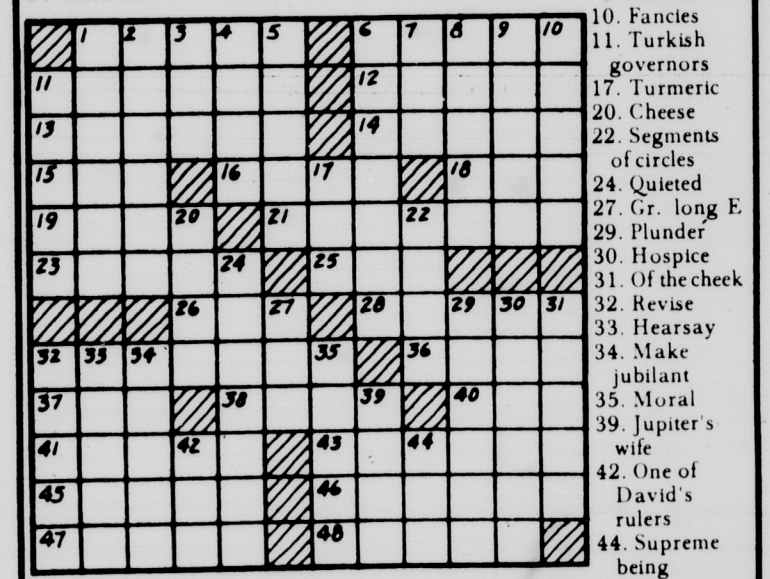 1 2 3 4 5 6 7 8 9 10
11 12
13 14
15 16 17 18
19 20 21 22
23 24 25
26 27 28 29 30 31
32 33 34 35 36
37 38 39 40
41 42 43 44
45 46
47 48
10. Fancies
11. Turkish
governors
17. Turmeric
20. Cheese
22. Segments
of circles
24. Quieted
27. Gr. long E
29. Plunder
30. Hospice
31. Of the cheek
32. Revise
33. Hearsay
34. Make
jubilant
35. Moral
39. Jupiter's
wife
42. One of
David's
rulers
44. Supreme
being